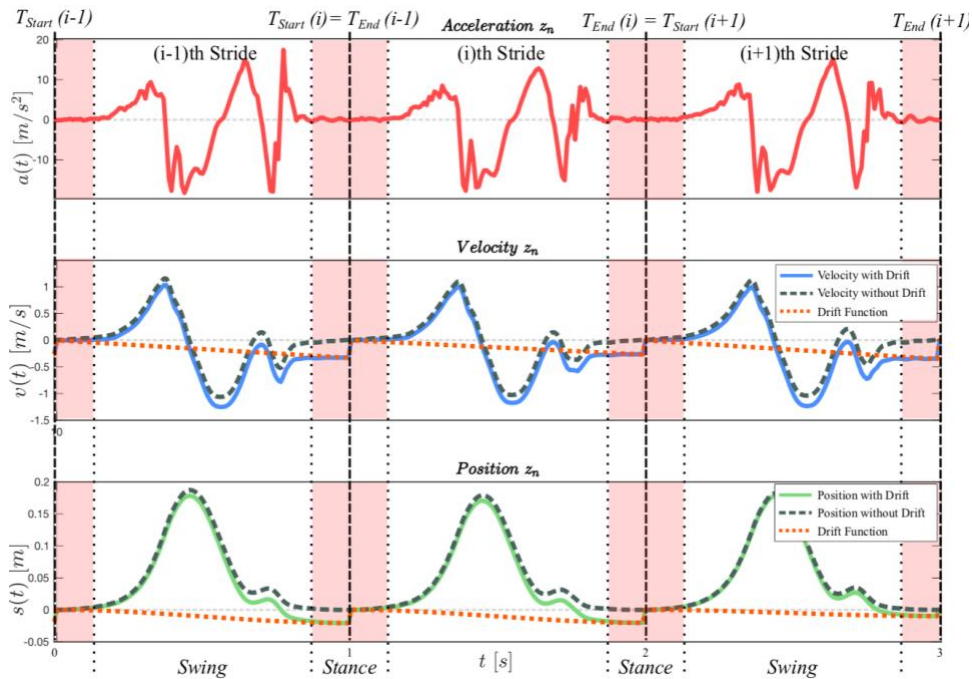 T_Start (i-1) T_Start (i) = T_End (i-1) T_End (i) = T_Start (i+1) T_End (i+1)
Acceleration z_n
(i-1)th Stride (i)th Stride (i+1)th Stride
a(t) [m/s²]
20
10
0
-10
Velocity z_n
v(t) [m/s]
1
0.5
0
-0.5
-1
-1.5
Velocity with Drift
Velocity without Drift
Drift Function
0
Position z_n
s(t) [m]
0.2
0.15
0.1
0.05
0
-0.05
Position with Drift
Position without Drift
Drift Function
0 1 2 3
Swing Stance t [s] Stance Swing